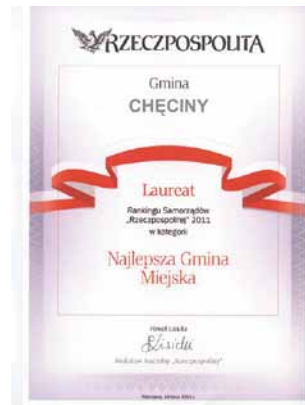 RZECZPOSPOLITA
Gmina
CHĘCINY
Laureat
Rankingu Samorządów
„Rzeczpospolitej” 2011
w kategorii
Najlepsza Gmina
Miejska
Redaktor naczelny „Rzeczpospolitej”